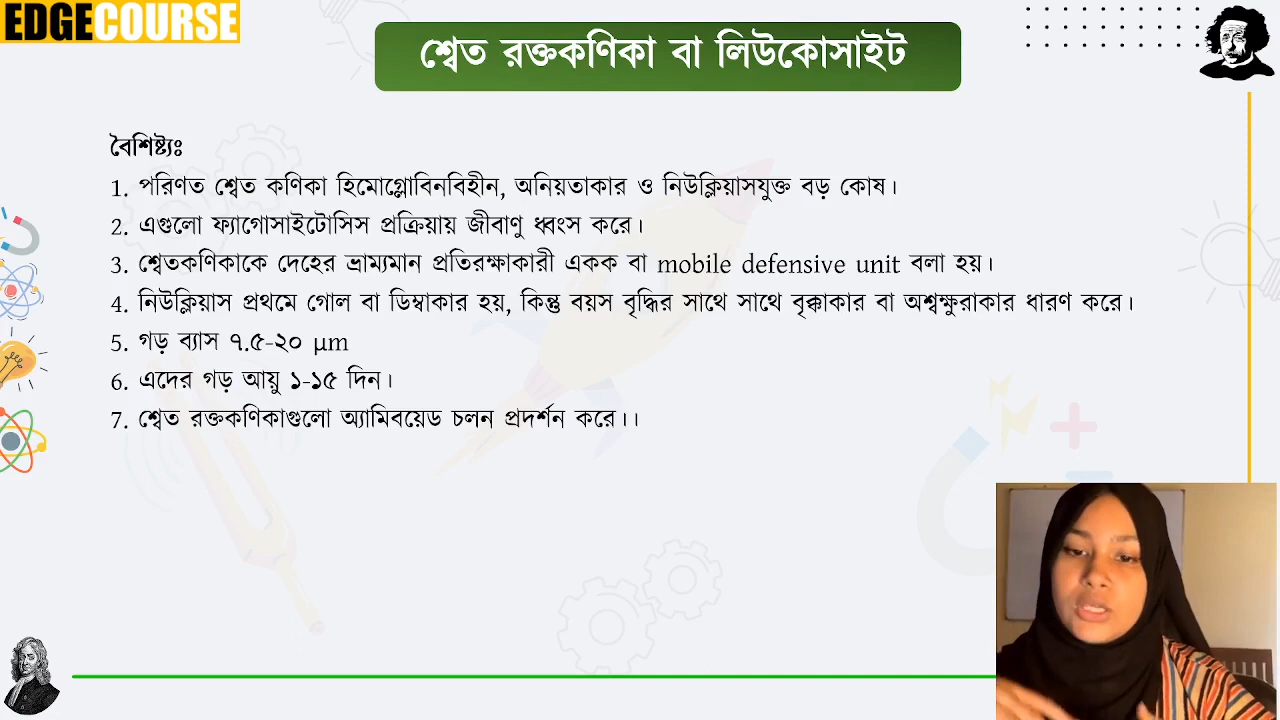 EDGECOURSE
শ্বেত রক্তকণিকা বা লিউকোসাইট
বৈশিষ্ট্যঃ
1. পরিণত শ্বেত কণিকা হিমোগ্লোবিনবিহীন, অনিয়তাকার ও নিউক্লিয়াসযুক্ত বড় কোষ।
2. এগুলো ফ্যাগোসাইটোসিস প্রক্রিয়ায় জীবাণু ধ্বংস করে।
3. শ্বেতকণিকাকে দেহের ভ্রাম্যমান প্রতিরক্ষাকারী একক বা mobile defensive unit বলা হয়।
4. নিউক্লিয়াস প্রথমে গোল বা ডিম্বাকার হয়, কিন্তু বয়স বৃদ্ধির সাথে সাথে বৃক্কাকার বা অশ্বক্ষুরাকার ধারণ করে।
5. গড় ব্যাস ৭.৫-২০ µm
6. এদের গড় আয়ু ১-১৫ দিন।
7. শ্বেত রক্তকণিকাগুলো অ্যামিবয়েড চলন প্রদর্শন করে।।